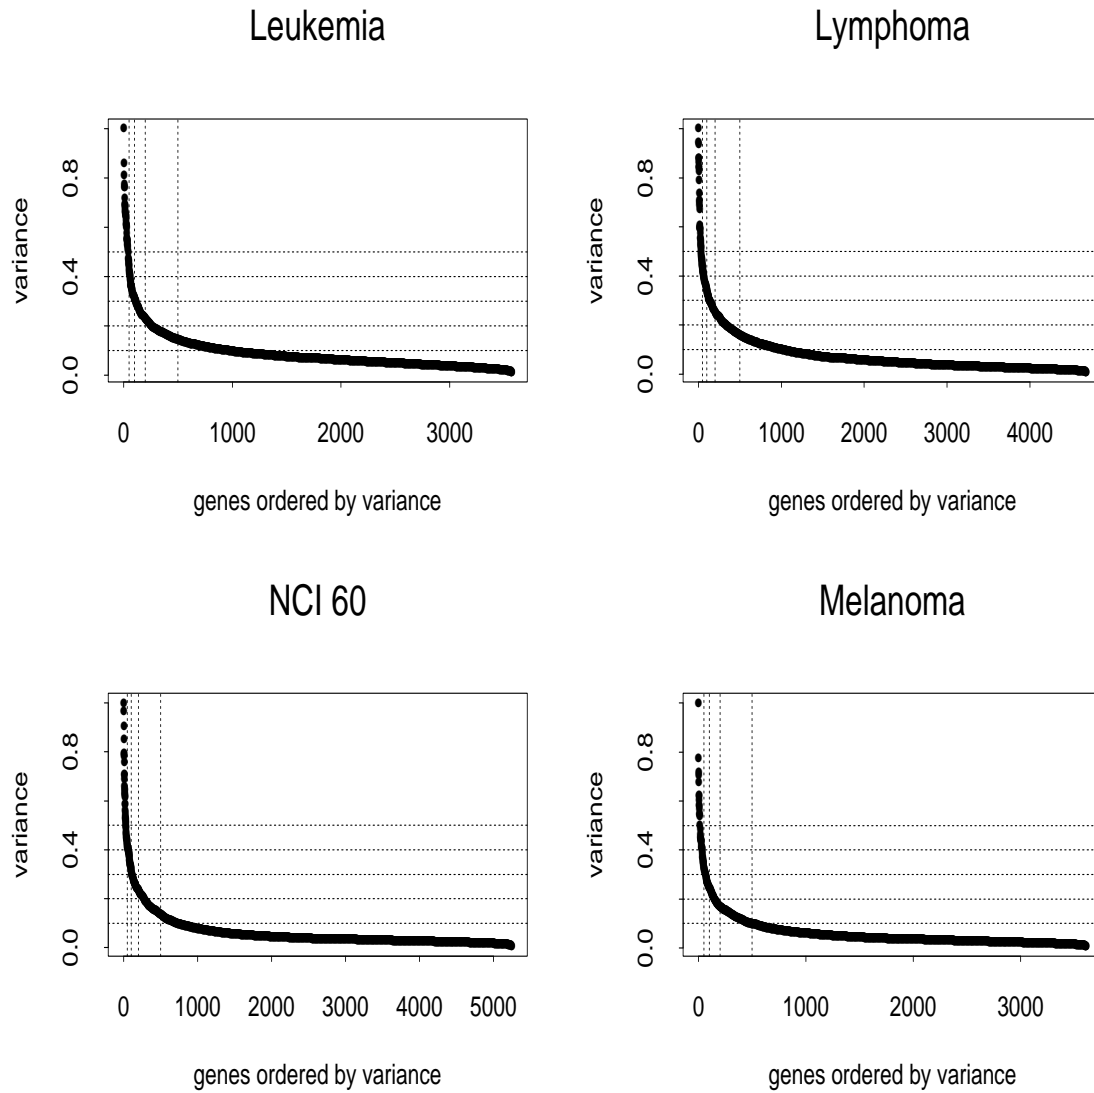 Leukemia
variance
0.0 0.4 0.8
0 1000 2000 3000
genes ordered by variance
Lymphoma
variance
0.0 0.4 0.8
0 1000 2000 3000 4000
genes ordered by variance
NCI 60
variance
0.0 0.4 0.8
0 1000 2000 3000 4000 5000
genes ordered by variance
Melanoma
variance
0.0 0.4 0.8
0 1000 2000 3000
genes ordered by variance